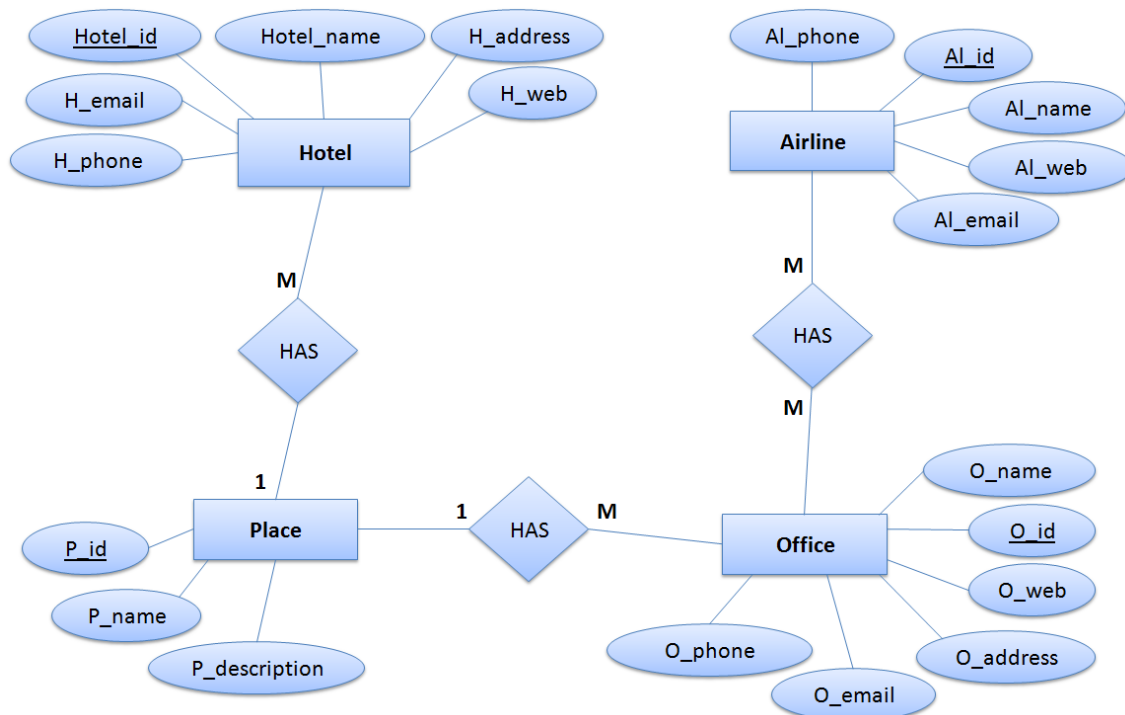 Hotel_id
Hotel_name
H_address
H_email
H_web
H_phone
Hotel
Al_phone
Al_id
Al_name
Airline
Al_web
Al_email
M
HAS
1
M
HAS
M
Place
P_id
P_name
P_description
1
HAS
M
Office
O_name
O_id
O_web
O_address
O_email
O_phone